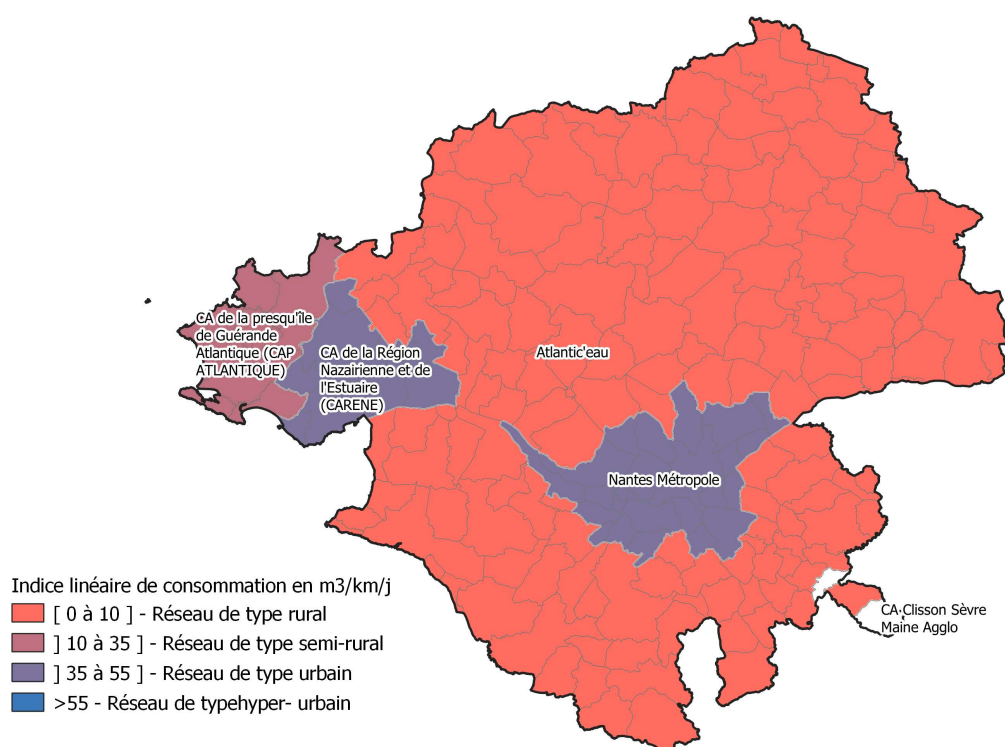 CA de la presqu'île
de Guérande
Atlantique (CAP
ATLANTIQUE)
CA de la Région
Nazairienne et de
l'Estuaire
(CARENE)
Atlantic'eau
Nantes Métropole
CA Clisson Sèvre
Maine Agglo
Indice linéaire de consommation en m3/km/j
[ 0 à 10 ] - Réseau de type rural
] 10 à 35 ] - Réseau de type semi-rural
] 35 à 55 ] - Réseau de type urbain
>55 - Réseau de typehyper- urbain